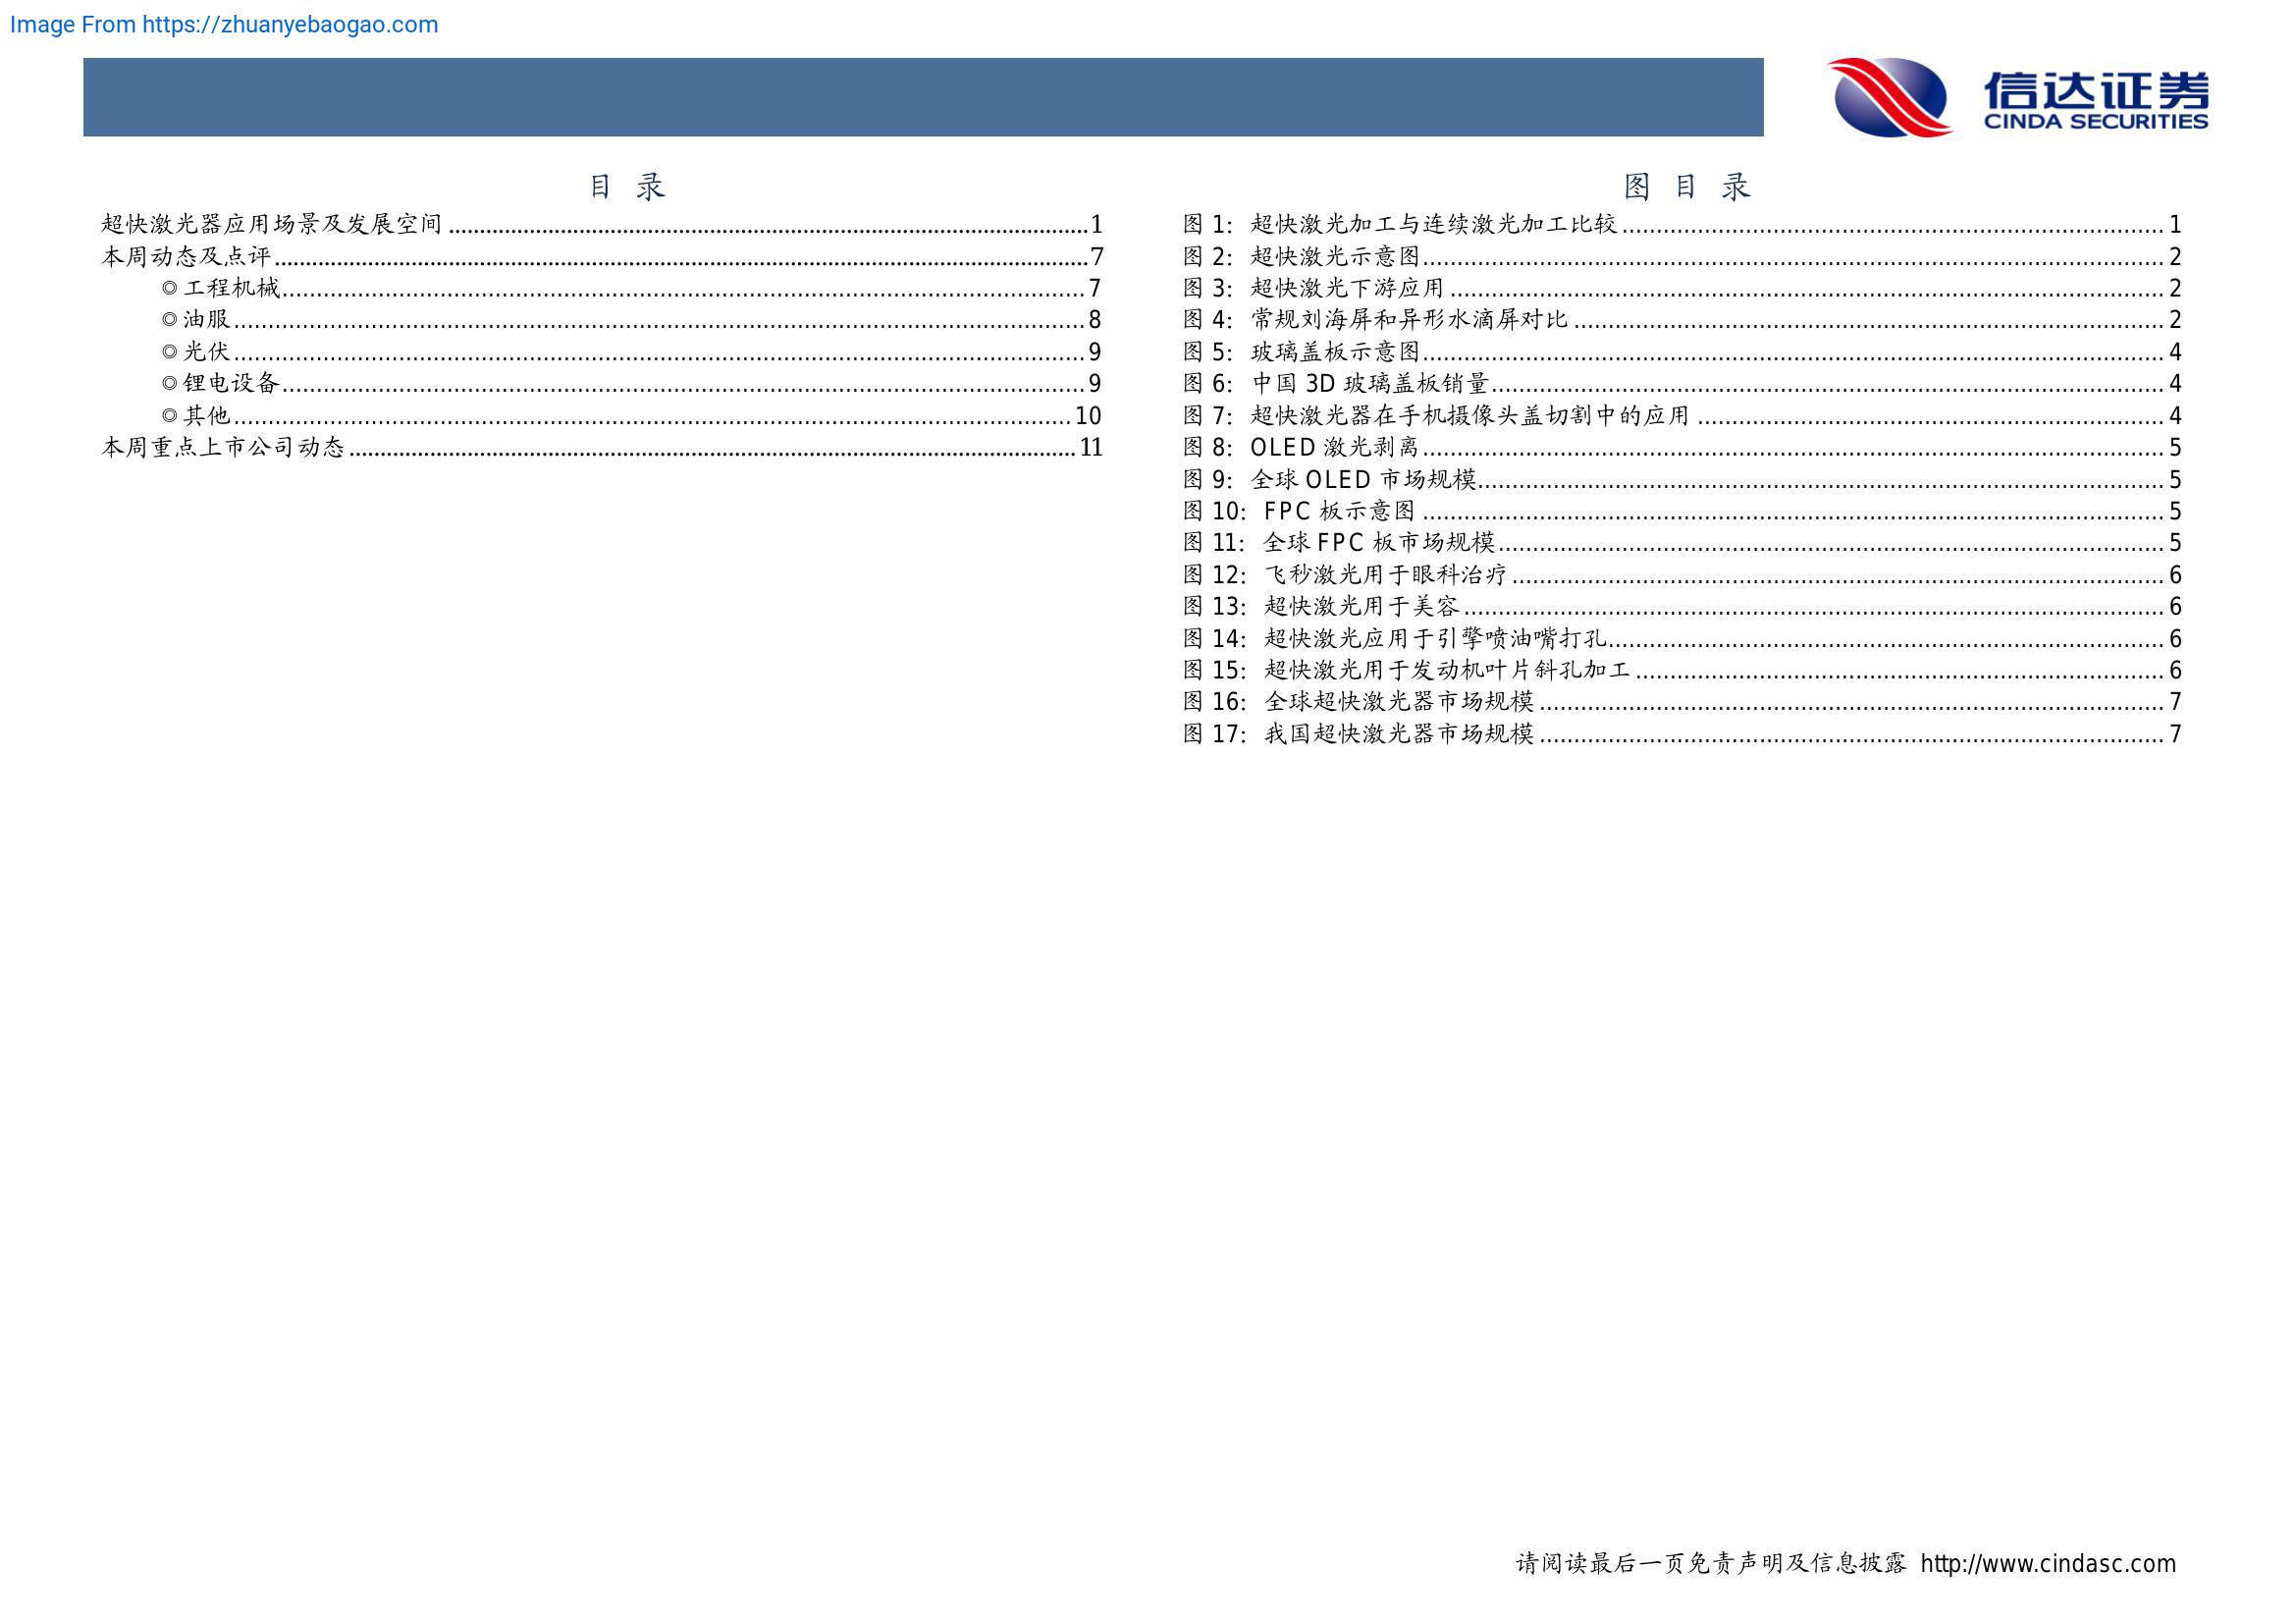 Image From https://zhuanyebaogao.com
信达证券
CINDA SECURITIES
目 录
超快激光器应用场景及发展空间 ........ 1
本周动态及点评 ........ 7
◎工程机械 ........ 7
◎油服 ........ 8
◎光伏 ........ 9
◎锂电设备 ........ 9
◎其他 ........ 10
本周重点上市公司动态 ........ 11
图 目 录
图 1: 超快激光加工与连续激光加工比较 ........ 1
图 2: 超快激光示意图 ........ 2
图 3: 超快激光下游应用 ........ 2
图 4: 常规刘海屏和异形水滴屏对比 ........ 2
图 5: 玻璃盖板示意图 ........ 4
图 6: 中国 3D 玻璃盖板销量 ........ 4
图 7: 超快激光器在手机摄像头盖切割中的应用 ........ 4
图 8: OLED 激光剥离 ........ 5
图 9: 全球 OLED 市场规模 ........ 5
图 10: FPC 板示意图 ........ 5
图 11: 全球 FPC 板市场规模 ........ 5
图 12: 飞秒激光用于眼科治疗 ........ 6
图 13: 超快激光用于美容 ........ 6
图 14: 超快激光应用于引擎喷油嘴打孔 ........ 6
图 15: 超快激光用于发动机叶片斜孔加工 ........ 6
图 16: 全球超快激光器市场规模 ........ 7
图 17: 我国超快激光器市场规模 ........ 7
请阅读最后一页免责声明及信息披露 http://www.cindasc.com